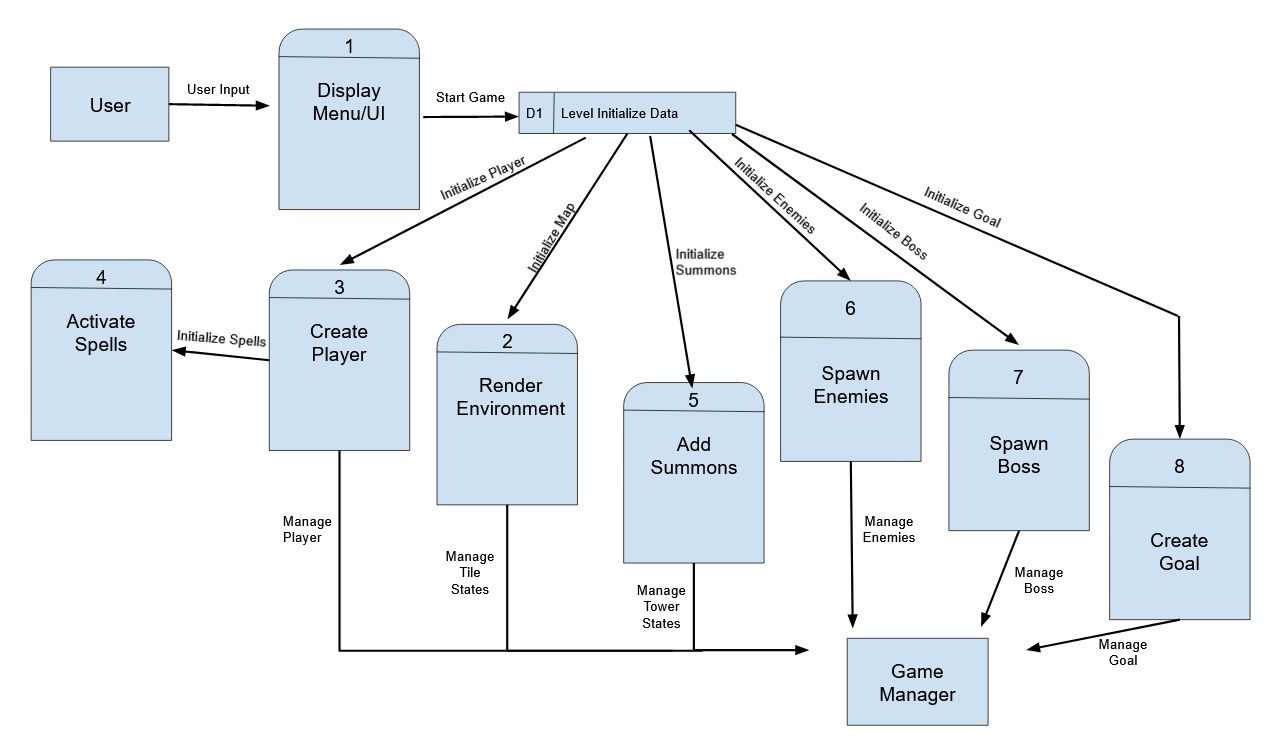 1
Display
Menu/UI
User
User Input
Start Game
D1
Level Initialize Data
Initialize Player
Initialize Map
Initialize
Summons
Initialize Enemies
Initialize Boss
Initialize Goal
4
Activate
Spells
Initialize Spells
3
Create
Player
2
Render
Environment
5
Add
Summons
6
Spawn
Enemies
7
Spawn
Boss
8
Create
Goal
Manage
Player
Manage
Tile
States
Manage
Tower
States
Manage
Enemies
Manage
Boss
Manage
Goal
Game
Manager